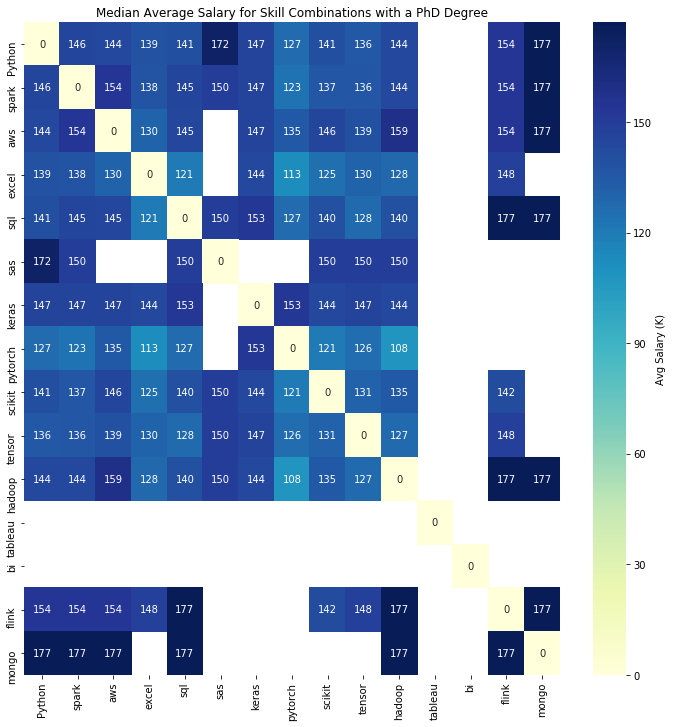 Median Average Salary for Skill Combinations with a PhD Degree
Python 0 146 144 139 141 172 147 127 141 136 144 154 177
spark 146 0 154 138 145 150 147 123 137 136 144 154 177
aws 144 154 0 130 145 147 135 146 139 159 154 177
excel 139 138 130 0 121 144 113 125 130 128 148
sql 141 145 145 121 0 150 153 127 140 128 140 177 177
sas 172 150 150 0 150 150 150
keras 147 147 147 144 153 0 153 144 147 144
pytorch 127 123 135 113 127 153 0 121 126 108
scikit 141 137 146 125 140 150 144 121 0 131 135 142
tensor 136 136 139 130 128 150 147 126 131 0 127 148
hadoop 144 144 159 128 140 150 144 108 135 127 0 177 177
tableau 0
bi 0
flink 154 154 154 148 177 142 148 177 0 177
mongo 177 177 177 177 177 177 0
Python spark aws excel sql sas keras pytorch scikit tensor hadoop tableau bi flink mongo
150
120
90
60
30
0
Avg Salary (K)